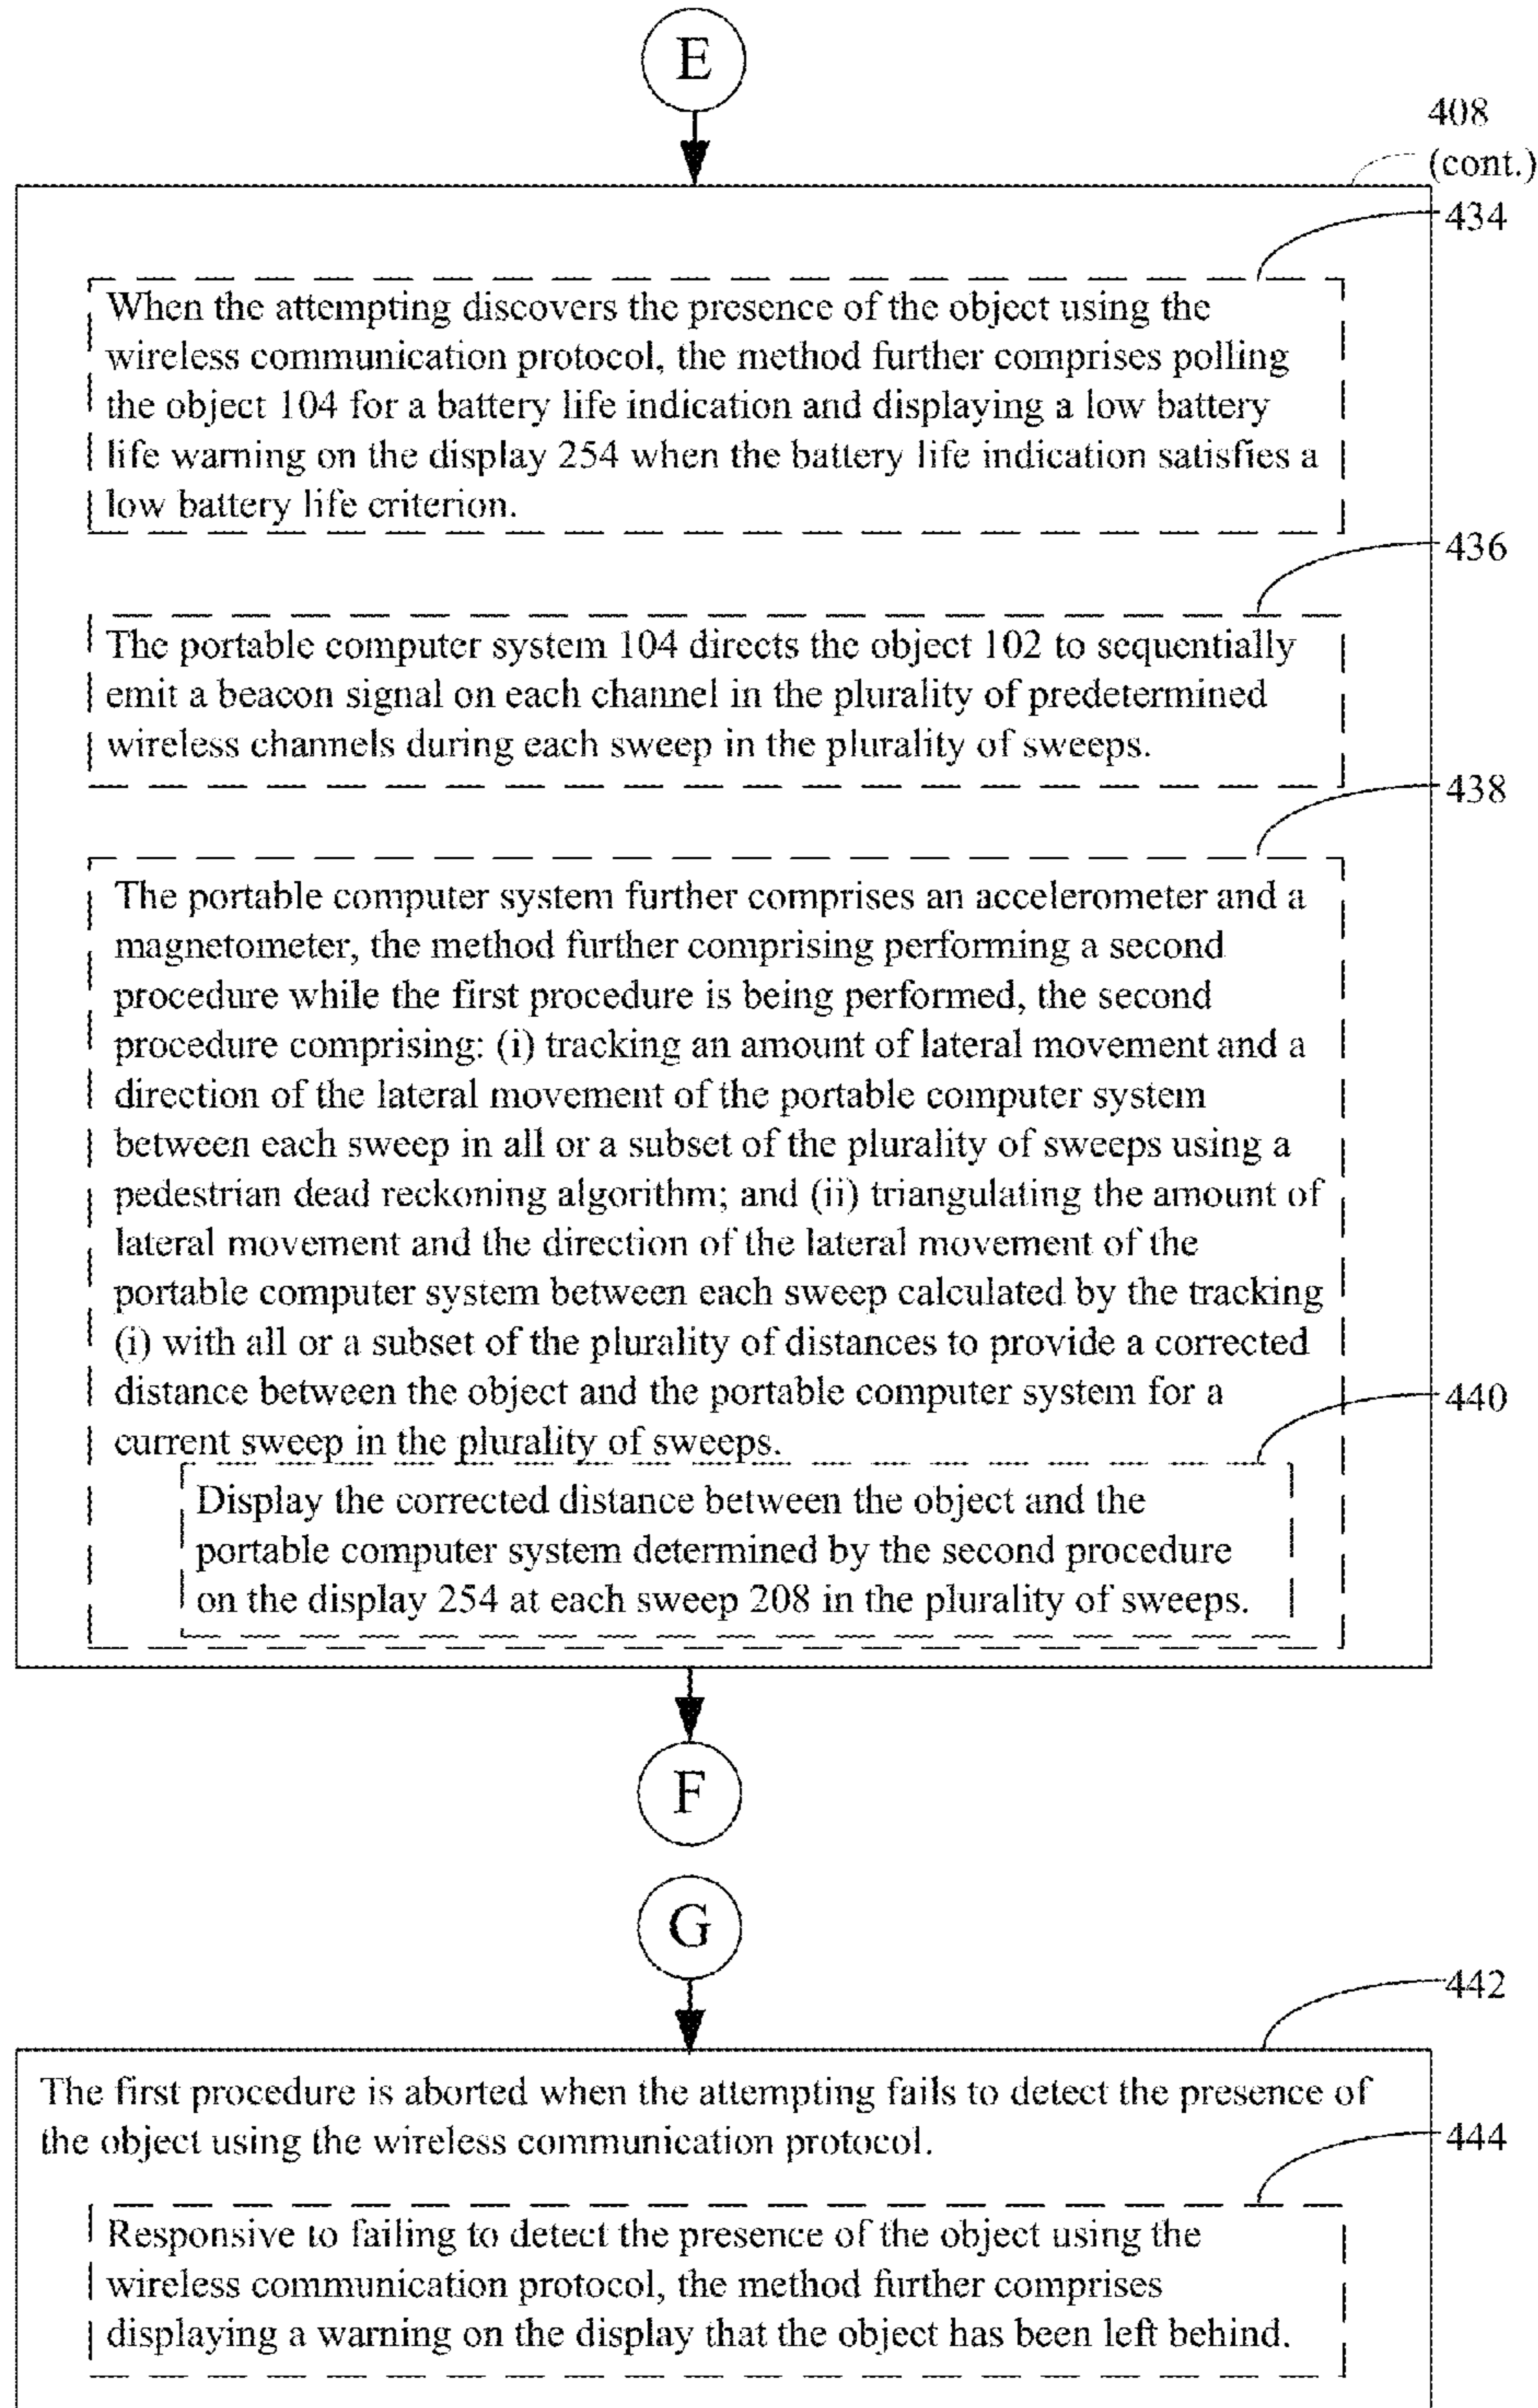 E
408
(cont.)
434
When the attempting discovers the presence of the object using the
wireless communication protocol, the method further comprises polling
the object 104 for a battery life indication and displaying a low battery
life warning on the display 254 when the battery life indication satisfies a
low battery life criterion.
436
The portable computer system 104 directs the object 102 to sequentially
emit a beacon signal on each channel in the plurality of predetermined
wireless channels during each sweep in the plurality of sweeps.
438
The portable computer system further comprises an accelerometer and a
magnetometer, the method further comprising performing a second
procedure while the first procedure is being performed, the second
procedure comprising: (i) tracking an amount of lateral movement and a
direction of the lateral movement of the portable computer system
between each sweep in all or a subset of the plurality of sweeps using a
pedestrian dead reckoning algorithm; and (ii) triangulating the amount of
lateral movement and the direction of the lateral movement of the
portable computer system between each sweep calculated by the tracking
(i) with all or a subset of the plurality of distances to provide a corrected
distance between the object and the portable computer system for a
current sweep in the plurality of sweeps.
440
Display the corrected distance between the object and the
portable computer system determined by the second procedure
on the display 254 at each sweep 208 in the plurality of sweeps.
F
G
442
The first procedure is aborted when the attempting fails to detect the presence of
the object using the wireless communication protocol.
444
Responsive to failing to detect the presence of the object using the
wireless communication protocol, the method further comprises
displaying a warning on the display that the object has been left behind.